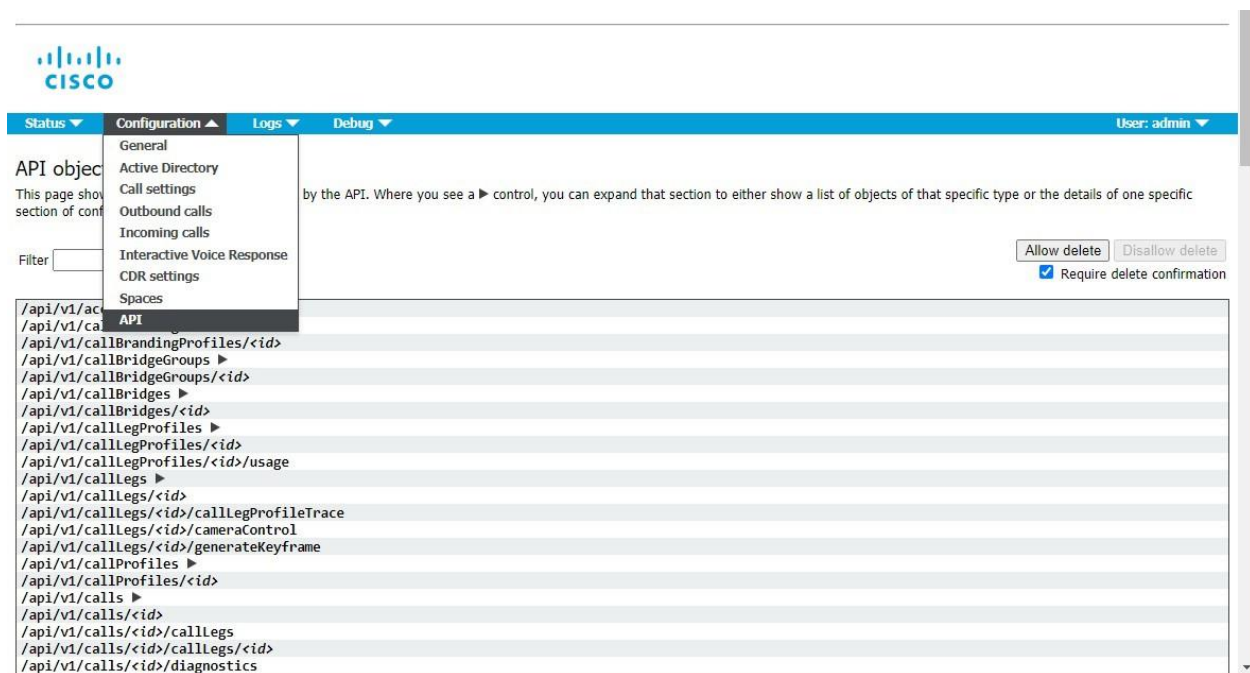 CISCO
Status ▼ Configuration ▲ Logs ▼ Debug ▼ User: admin ▼
General
Active Directory
Call settings
Outbound calls
Incoming calls
Interactive Voice Response
CDR settings
Spaces
API
API objec
This page show by the API. Where you see a ▶ control, you can expand that section to either show a list of objects of that specific type or the details of one specific
section of conf
Filter Allow delete Disallow delete
Require delete confirmation
/api/v1/acc
/api/v1/cal
/api/v1/callBrandingProfiles/<id>
/api/v1/callBridgeGroups ▶
/api/v1/callBridgeGroups/<id>
/api/v1/callBridges ▶
/api/v1/callBridges/<id>
/api/v1/callLegProfiles ▶
/api/v1/callLegProfiles/<id>
/api/v1/callLegProfiles/<id>/usage
/api/v1/callLegs ▶
/api/v1/callLegs/<id>
/api/v1/callLegs/<id>/callLegProfileTrace
/api/v1/callLegs/<id>/cameraControl
/api/v1/callLegs/<id>/generateKeyframe
/api/v1/callProfiles ▶
/api/v1/callProfiles/<id>
/api/v1/calls ▶
/api/v1/calls/<id>
/api/v1/calls/<id>/callLegs
/api/v1/calls/<id>/callLegs/<id>
/api/v1/calls/<id>/diagnostics